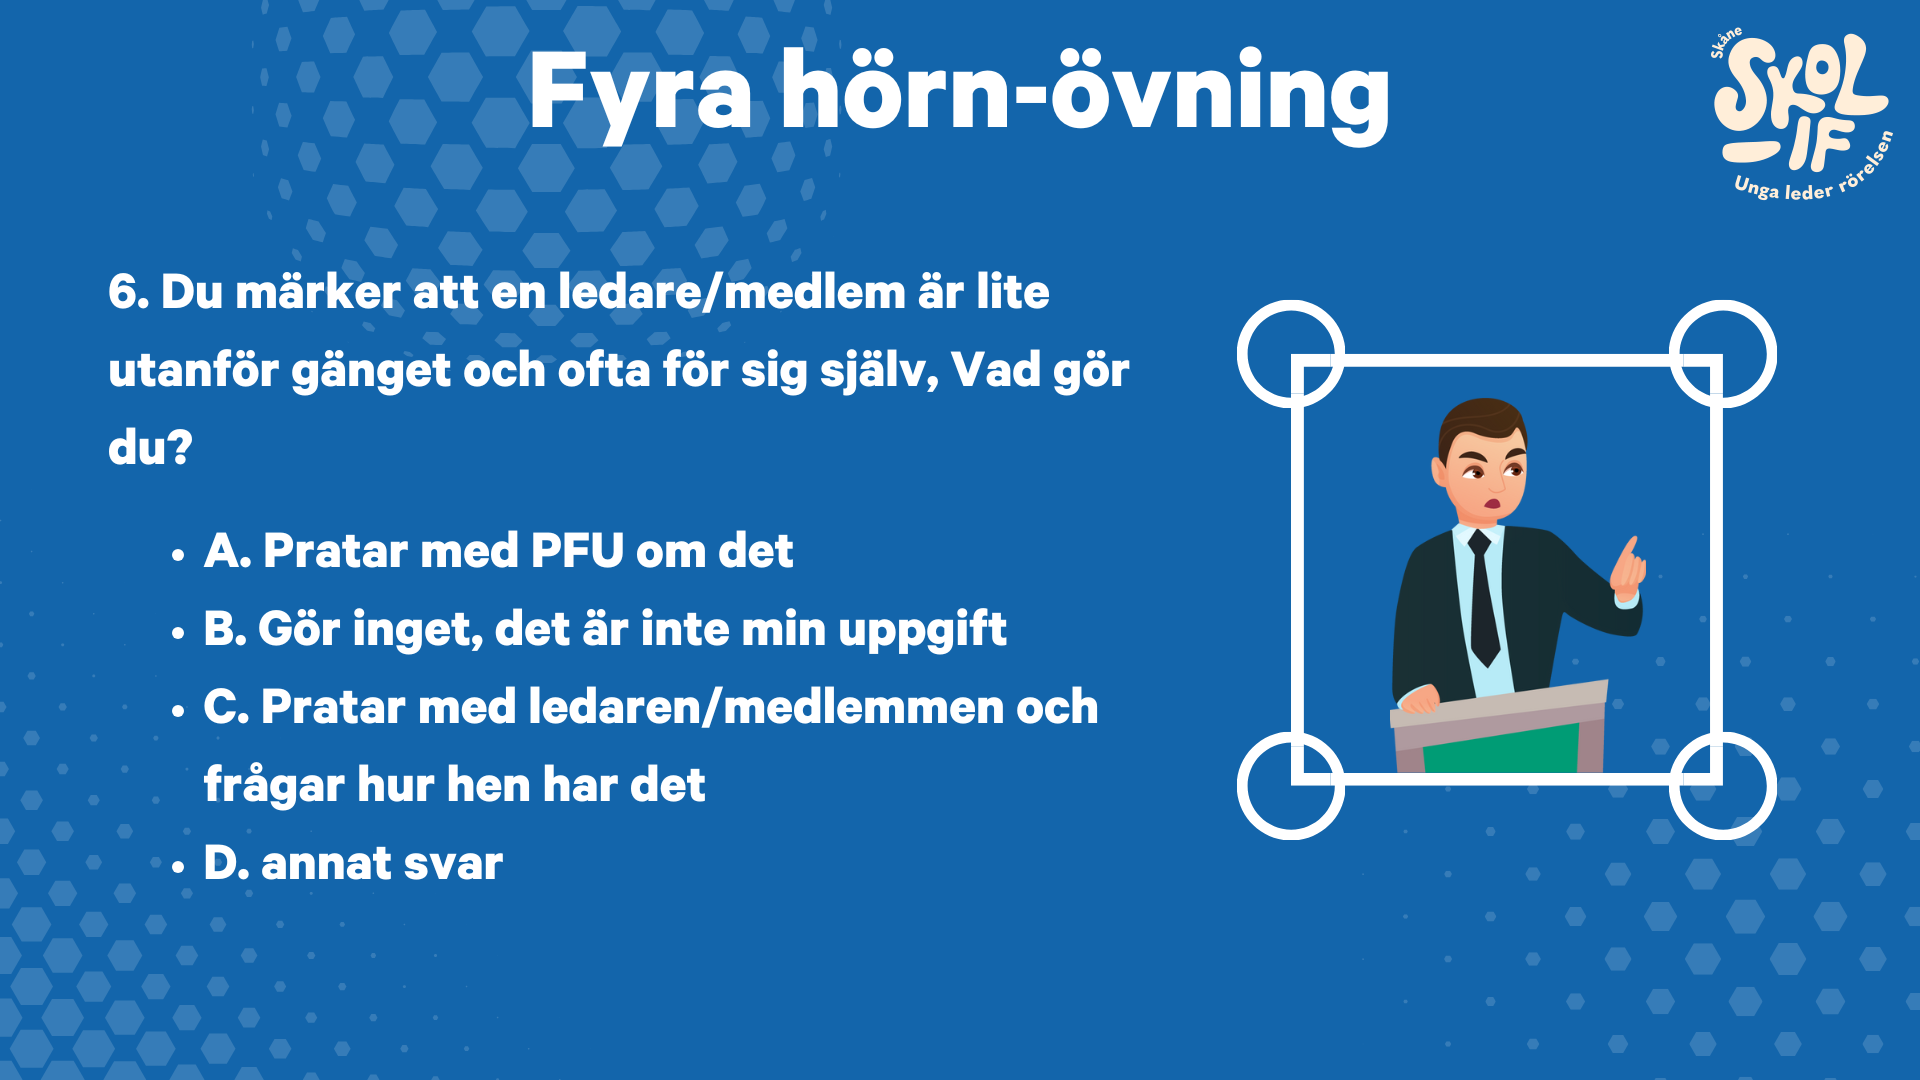 Fyra hörn-övning
Skåne
SKOL
-IF
Unga leder rörelsen
6. Du märker att en ledare/medlem är lite
utanför gänget och ofta för sig själv, Vad gör
du?
• A. Pratar med PFU om det
• B. Gör inget, det är inte min uppgift
• C. Pratar med ledaren/medlemmen och
frågar hur hen har det
• D. annat svar